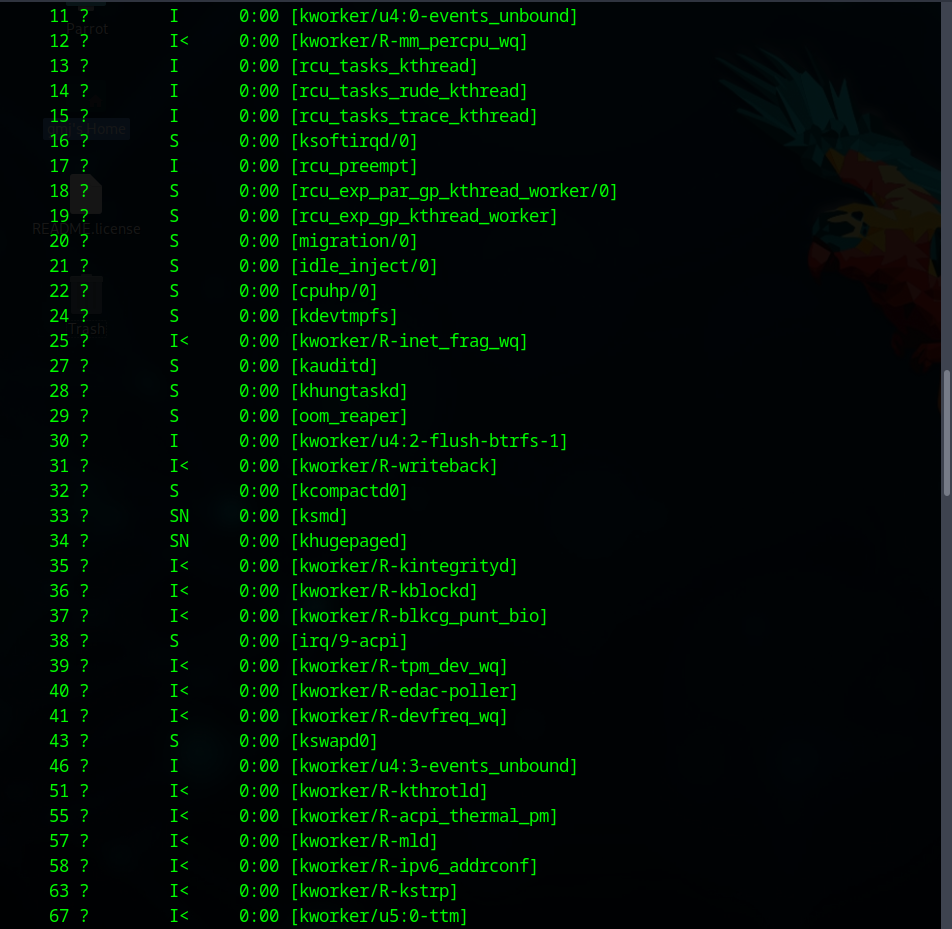 11 ?        I      0:00 [kworker/u4:0-events_unbound]
Parrot
12 ?        I<     0:00 [kworker/R-mm_percpu_wq]
13 ?        I      0:00 [rcu_tasks_kthread]
14 ?        I      0:00 [rcu_tasks_rude_kthread]
15 ?        I      0:00 [rcu_tasks_trace_kthread]
Home
16 ?        S      0:00 [ksoftirqd/0]
17 ?        I      0:00 [rcu_preempt]
18 ?        S      0:00 [rcu_exp_par_gp_kthread_worker/0]
19 ?        S      0:00 [rcu_exp_gp_kthread_worker]
README.license
20 ?        S      0:00 [migration/0]
21 ?        S      0:00 [idle_inject/0]
22 ?        S      0:00 [cpuhp/0]
24 ?        S      0:00 [kdevtmpfs]
Trash
25 ?        I<     0:00 [kworker/R-inet_frag_wq]
27 ?        S      0:00 [kauditd]
28 ?        S      0:00 [khungtaskd]
29 ?        S      0:00 [oom_reaper]
30 ?        I      0:00 [kworker/u4:2-flush-btrfs-1]
31 ?        I<     0:00 [kworker/R-writeback]
32 ?        S      0:00 [kcompactd0]
33 ?        SN     0:00 [ksmd]
34 ?        SN     0:00 [khugepaged]
35 ?        I<     0:00 [kworker/R-kintegrityd]
36 ?        I<     0:00 [kworker/R-kblockd]
37 ?        I<     0:00 [kworker/R-blkcg_punt_bio]
38 ?        S      0:00 [irq/9-acpi]
39 ?        I<     0:00 [kworker/R-tpm_dev_wq]
40 ?        I<     0:00 [kworker/R-edac-poller]
41 ?        I<     0:00 [kworker/R-devfreq_wq]
43 ?        S      0:00 [kswapd0]
46 ?        I      0:00 [kworker/u4:3-events_unbound]
51 ?        I<     0:00 [kworker/R-kthrotld]
55 ?        I<     0:00 [kworker/R-acpi_thermal_pm]
57 ?        I<     0:00 [kworker/R-mld]
58 ?        I<     0:00 [kworker/R-ipv6_addrconf]
63 ?        I<     0:00 [kworker/R-kstrp]
67 ?        I<     0:00 [kworker/u5:0-ttm]